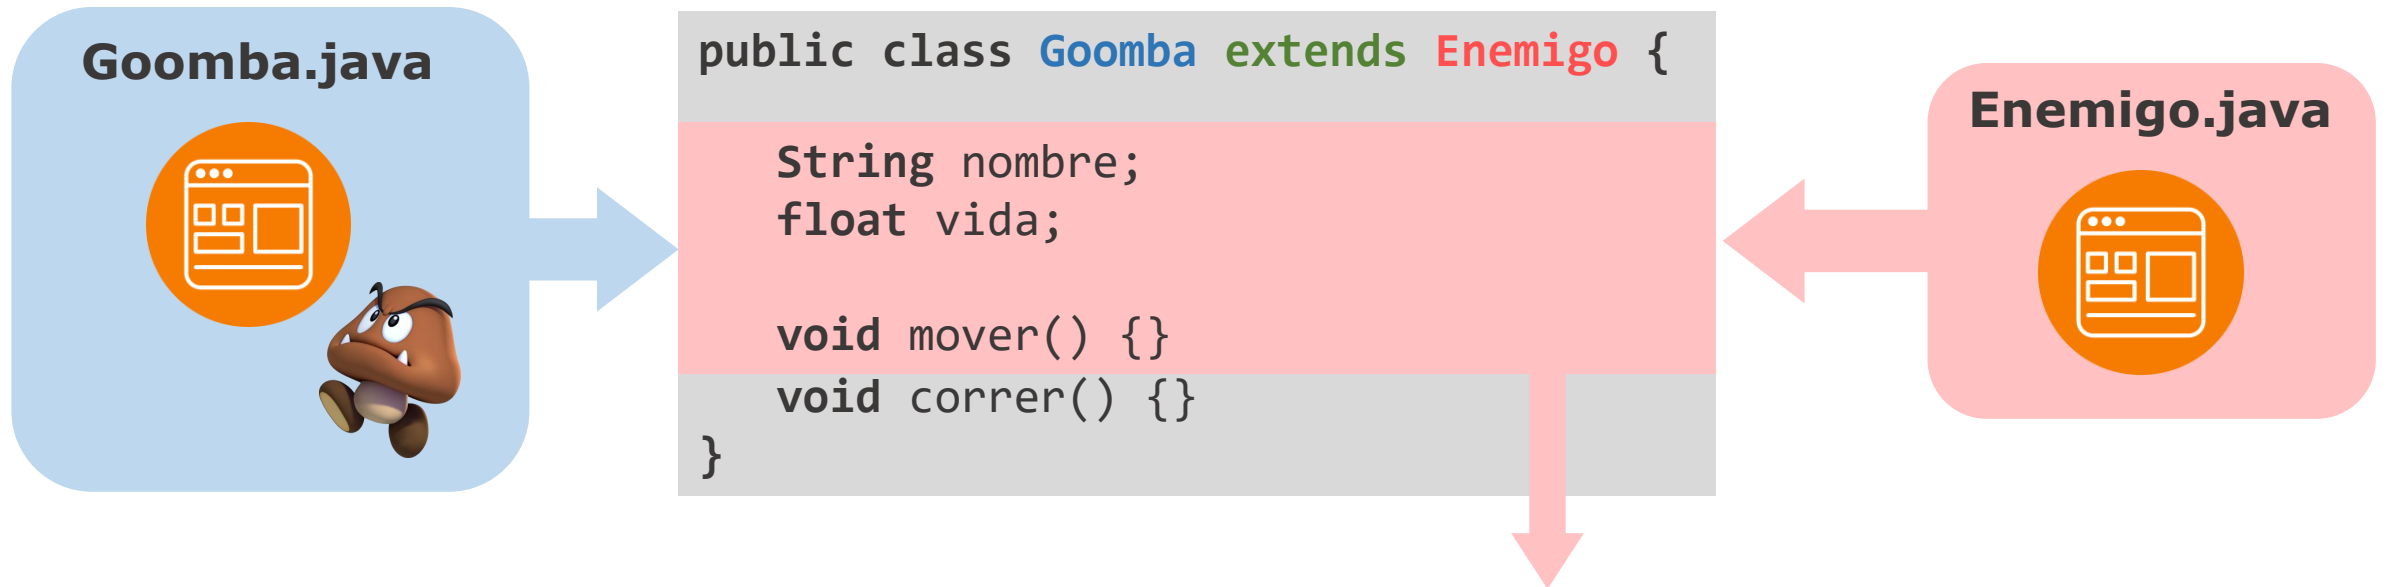 Goomba.java
public class Goomba extends Enemigo {
String nombre;
float vida;
void mover() {}
void correr() {}
}
Enemigo.java